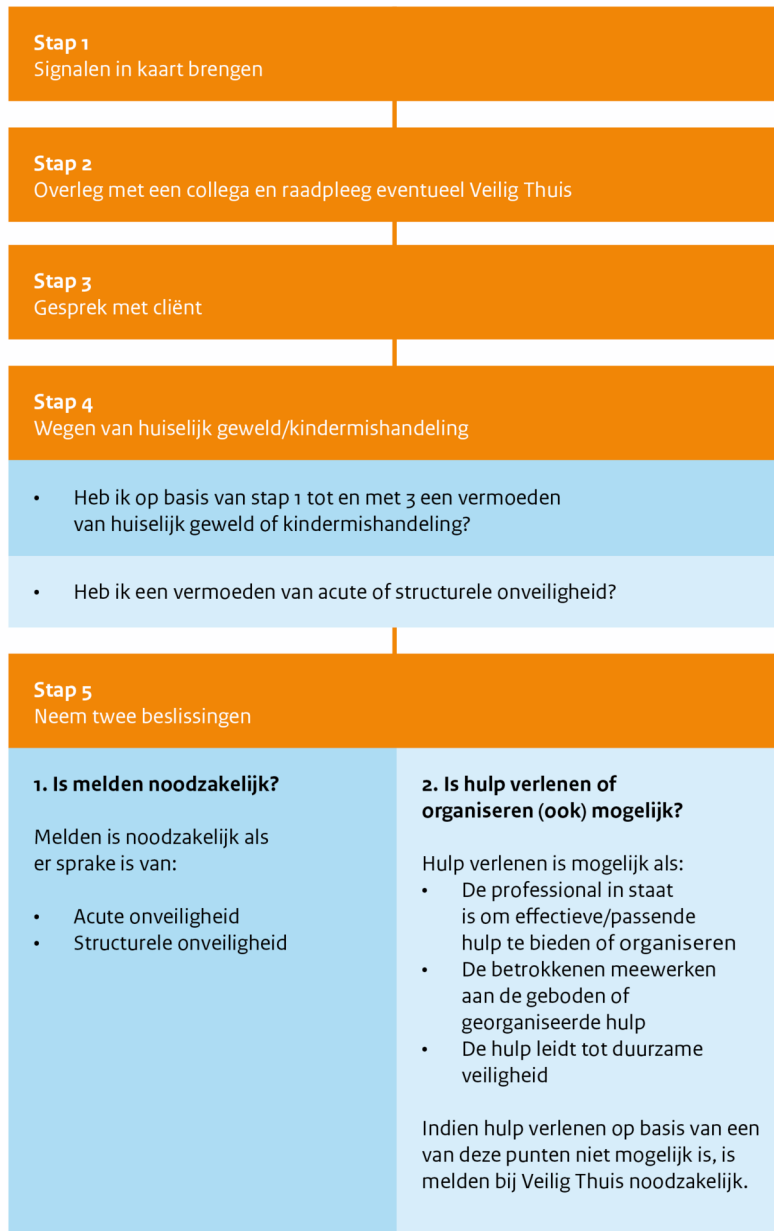 Stap 1
Signalen in kaart brengen
Stap 2
Overleg met een collega en raadpleeg eventueel Veilig Thuis
Stap 3
Gesprek met cliënt
Stap 4
Wegen van huiselijk geweld/kindermishandeling
• Heb ik op basis van stap 1 tot en met 3 een vermoeden
van huiselijk geweld of kindermishandeling?
• Heb ik een vermoeden van acute of structurele onveiligheid?
Stap 5
Neem twee beslissingen
1. Is melden noodzakelijk?
Melden is noodzakelijk als
er sprake is van:
• Acute onveiligheid
• Structurele onveiligheid
2. Is hulp verlenen of
organiseren (ook) mogelijk?
Hulp verlenen is mogelijk als:
• De professional in staat
is om effectieve/passende
hulp te bieden of organiseren
• De betrokkenen meewerken
aan de geboden of
georganiseerde hulp
• De hulp leidt tot duurzame
veiligheid
Indien hulp verlenen op basis van een
van deze punten niet mogelijk is, is
melden bij Veilig Thuis noodzakelijk.